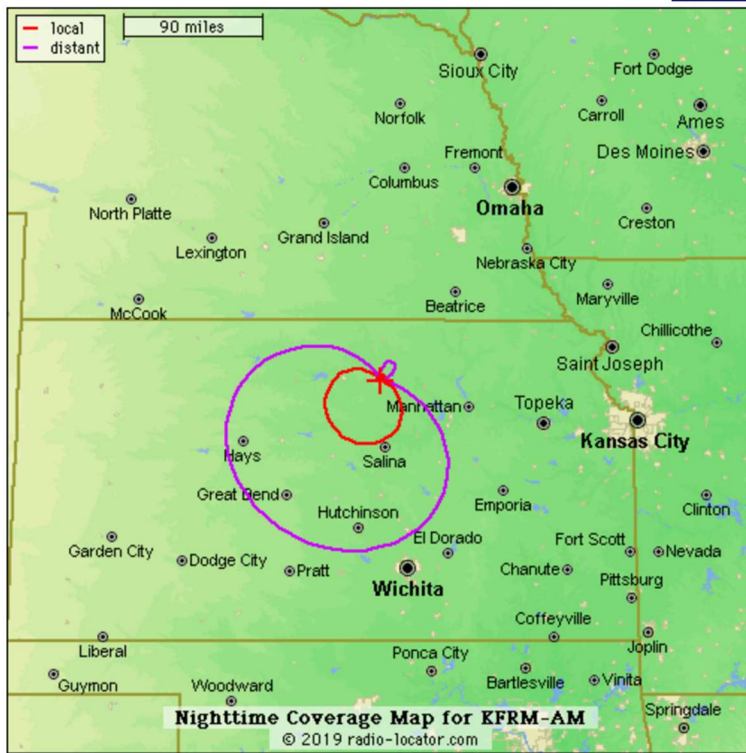 local
distant
90 miles
Sioux City
Fort Dodge
Norfolk
Carroll
Ames
Des Moines
Fremont
Columbus
North Platte
Omaha
Creston
Grand Island
Lexington
Nebraska City
Beatrice
Maryville
McCook
Chillicothe
Saint Joseph
Manhattan
Topeka
Kansas City
Hays
Salina
Great Bend
Emporia
Clinton
Hutchinson
Garden City
El Dorado
Fort Scott
Nevada
Dodge City
Pratt
Wichita
Chanute
Pittsburg
Coffeyville
Liberal
Joplin
Ponca City
Guymon
Bartlesville
Vinita
Woodward
Springdale
Nighttime Coverage Map for KFRM-AM
© 2019 radio-locator.com